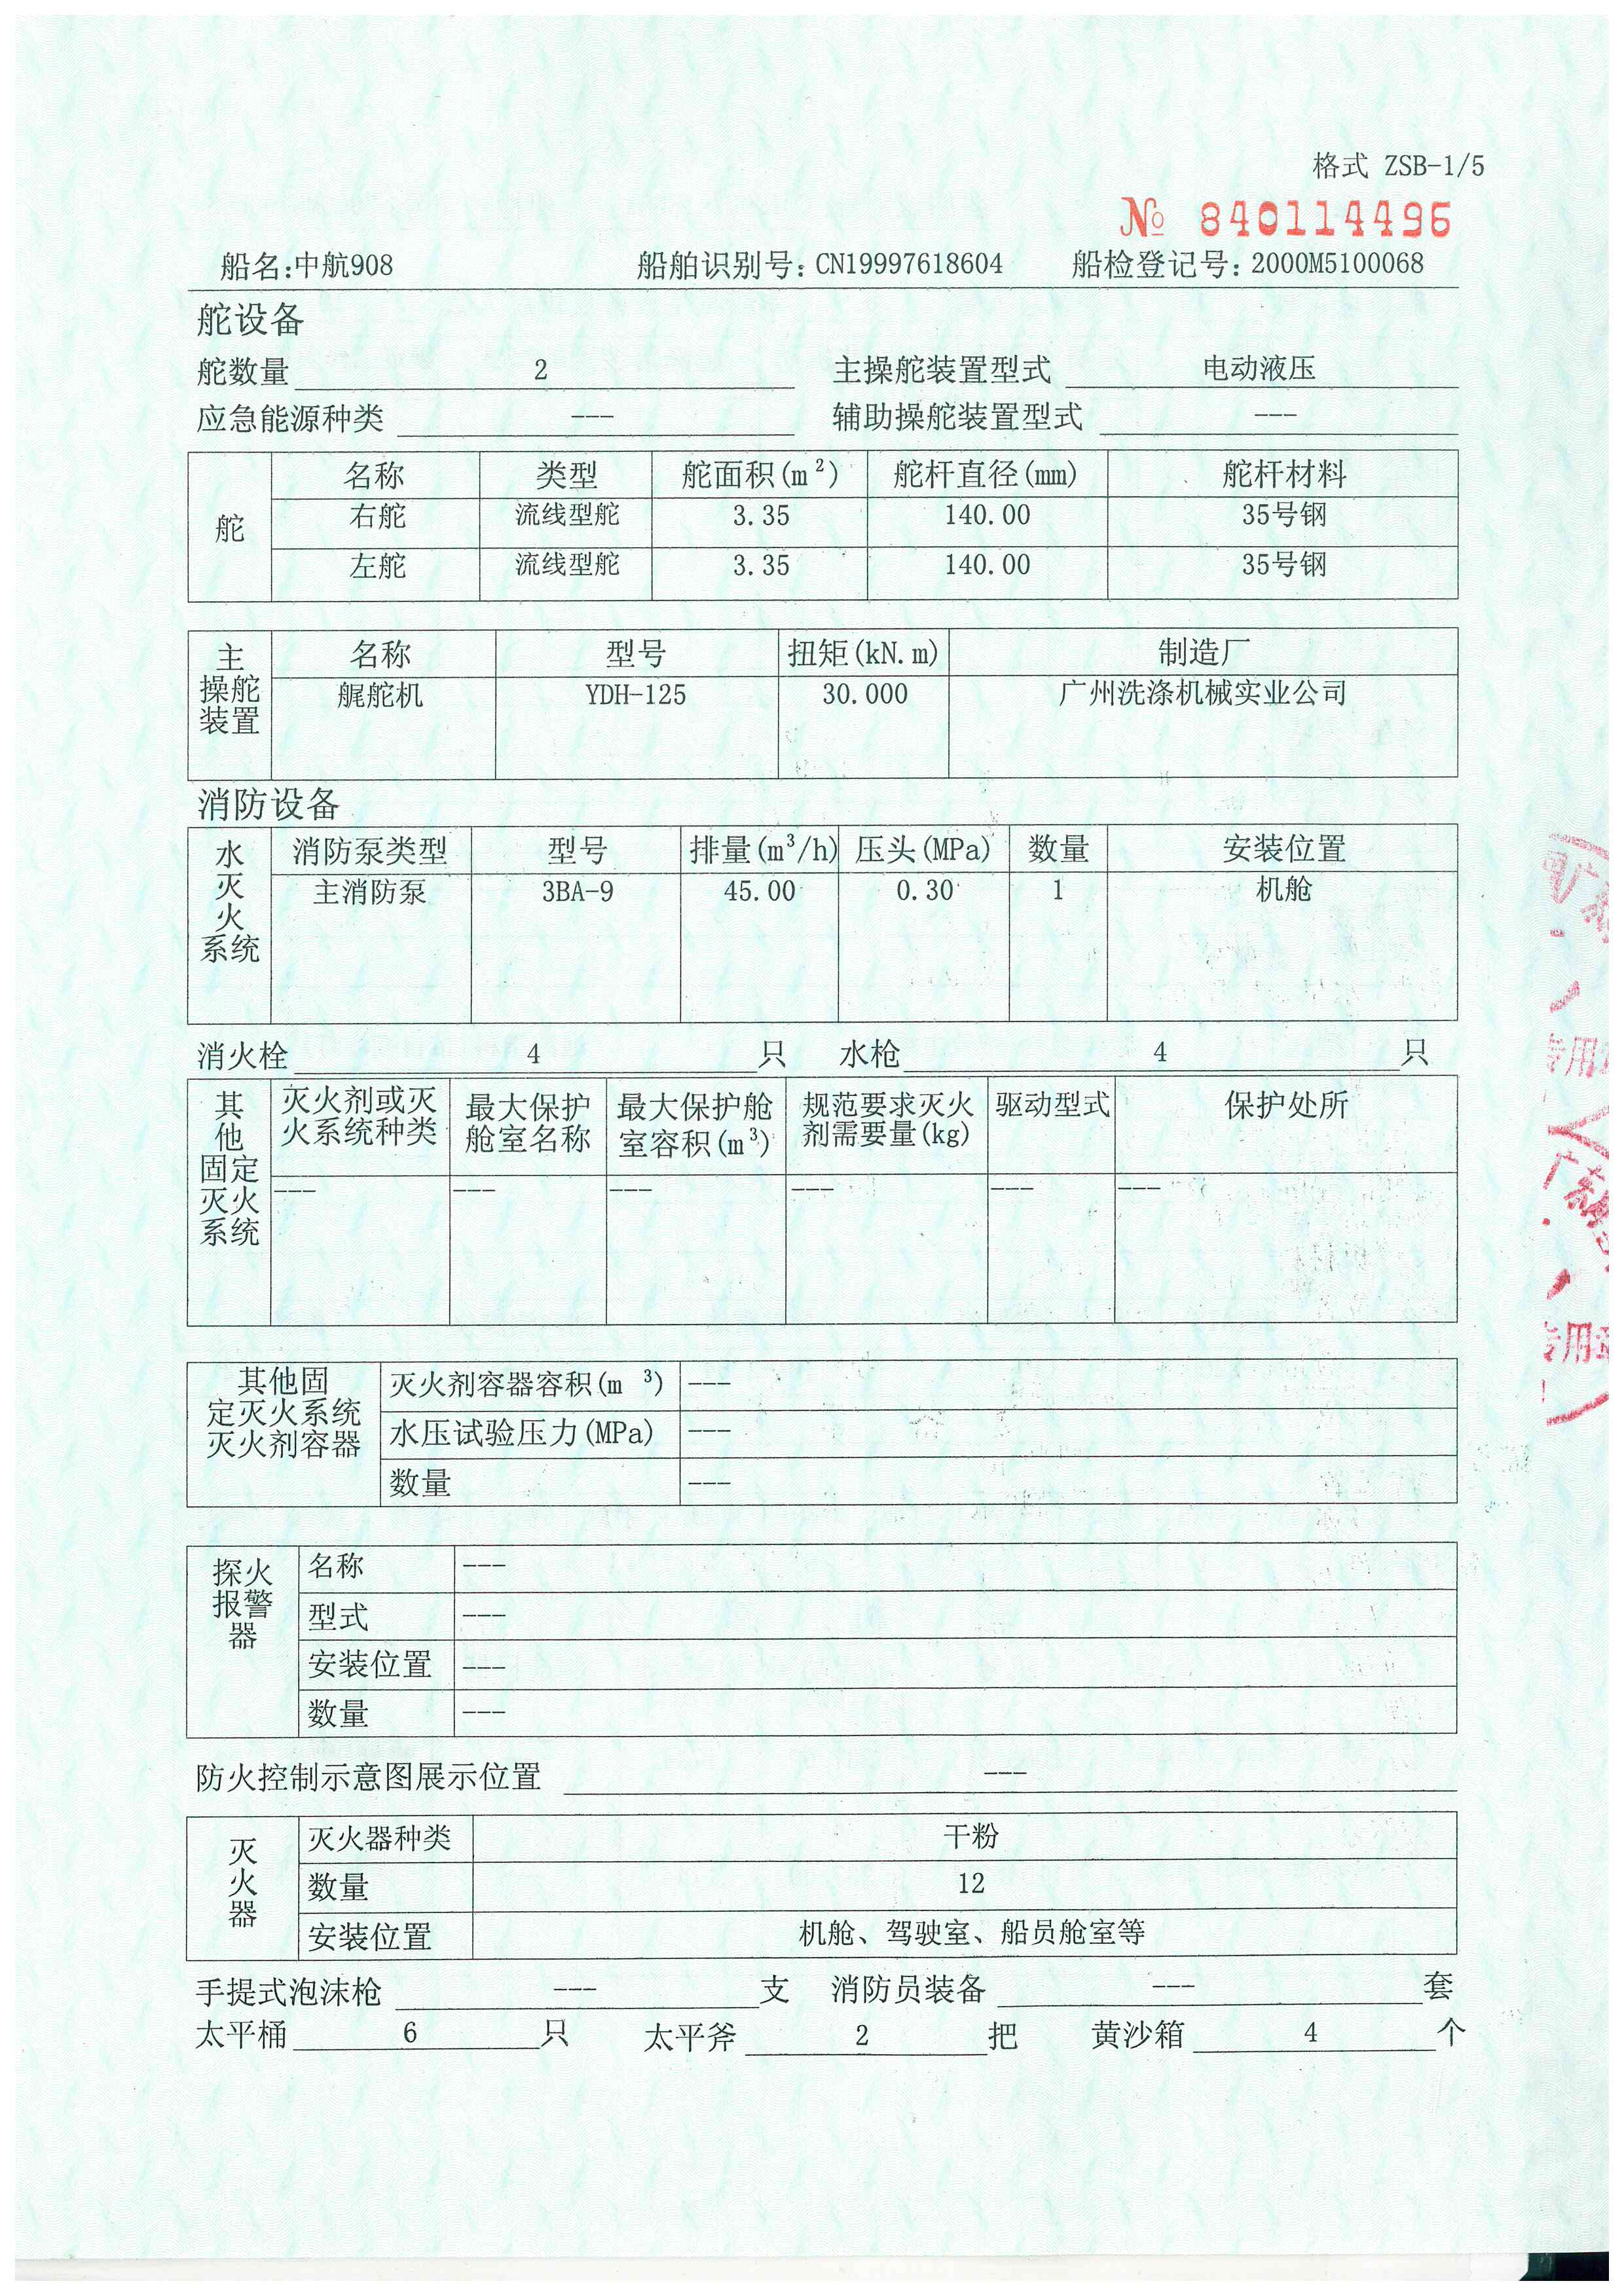 格式 ZSB-1/5
№ 840114496
船名:中航908 船舶识别号:CN19997618604 船检登记号:2000M5100068
舵设备
舵数量 2 主操舵装置型式 电动液压
应急能源种类 --- 辅助操舵装置型式 ---
舵 名称 类型 舵面积(m²) 舵杆直径(mm) 舵杆材料
右舵 流线型舵 3.35 140.00 35号钢
左舵 流线型舵 3.35 140.00 35号钢
主操舵装置 名称 型号 扭矩(kN.m) 制造厂
艉舵机 YDH-125 30.000 广州洗涤机械实业公司
消防设备
水灭火系统 消防泵类型 型号 排量(m³/h) 压头(MPa) 数量 安装位置
主消防泵 3BA-9 45.00 0.30 1 机舱
消火栓 4 只 水枪 4 只
其他固定灭火系统 灭火剂或灭火系统种类 最大保护舱室名称 最大保护舱室容积(m³) 规范要求灭火剂需要量(kg) 驱动型式 保护处所
--- --- --- --- --- ---
其他固定灭火系统灭火剂容器 灭火剂容器容积(m³) ---
水压试验压力(MPa) ---
数量 ---
探火报警器 名称 ---
型式 ---
安装位置 ---
数量 ---
防火控制示意图展示位置 ---
灭火器 灭火器种类 干粉
数量 12
安装位置 机舱、驾驶室、船员舱室等
手提式泡沫枪 --- 支 消防员装备 --- 套
太平桶 6 只 太平斧 2 把 黄沙箱 4 个
专用
专用章